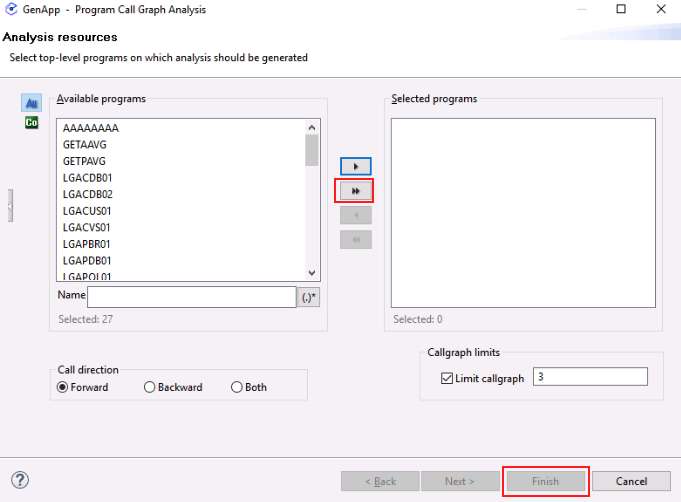 GenApp - Program Call Graph Analysis
Analysis resources
Select top-level programs on which analysis should be generated
Available programs
Selected programs
Au
Co
AAAAAAAA
GETAAVG
GETPAVG
LGACDB01
LGACDB02
LGACUS01
LGACVS01
LGAPBR01
LGAPDB01
LGAPOL01
Name
(.)*
Selected: 27
Selected: 0
Call direction
Forward
Backward
Both
Callgraph limits
Limit callgraph
3
?
< Back
Next >
Finish
Cancel